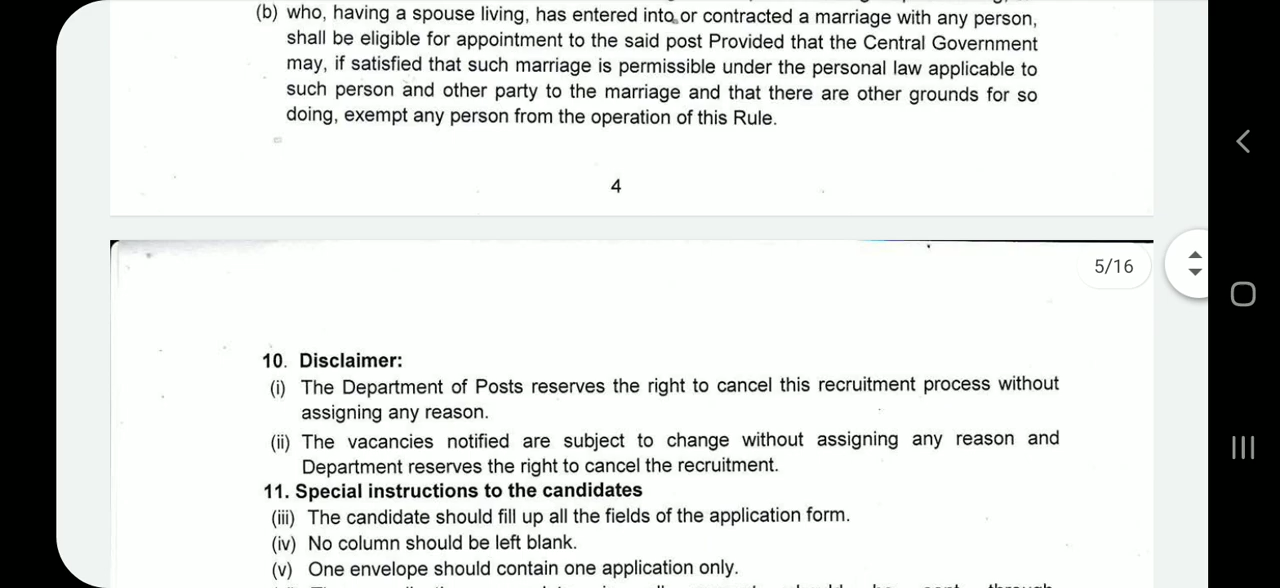 (b) who, having a spouse living, has entered into or contracted a marriage with any person,
shall be eligible for appointment to the said post Provided that the Central Government
may, if satisfied that such marriage is permissible under the personal law applicable to
such person and other party to the marriage and that there are other grounds for so
doing, exempt any person from the operation of this Rule.
4
5/16
10. Disclaimer:
(i) The Department of Posts reserves the right to cancel this recruitment process without
assigning any reason.
(ii) The vacancies notified are subject to change without assigning any reason and
Department reserves the right to cancel the recruitment.
11. Special instructions to the candidates
(iii) The candidate should fill up all the fields of the application form.
(iv) No column should be left blank.
(v) One envelope should contain one application only.